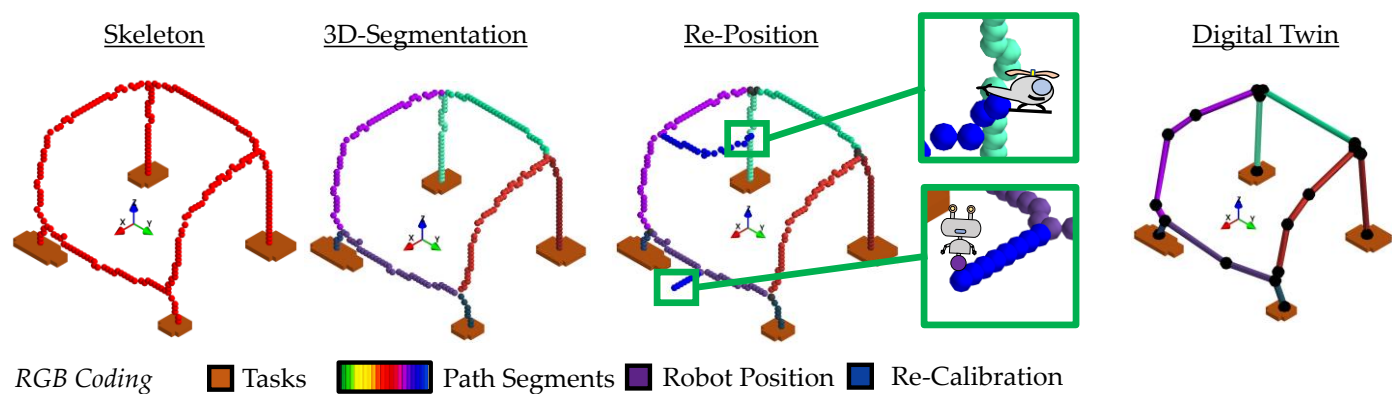 Skeleton
3D-Segmentation
Re-Position
Digital Twin
Z
X
Y
Z
X
Y
Z
X
Y
Z
X
Y
RGB Coding
Tasks
Path Segments
Robot Position
Re-Calibration